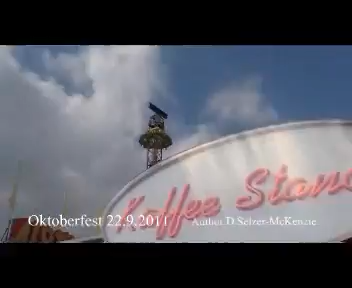 Kaffee Stand
Oktoberfest 22.9.2011 Author D.Selzer-McKenzie